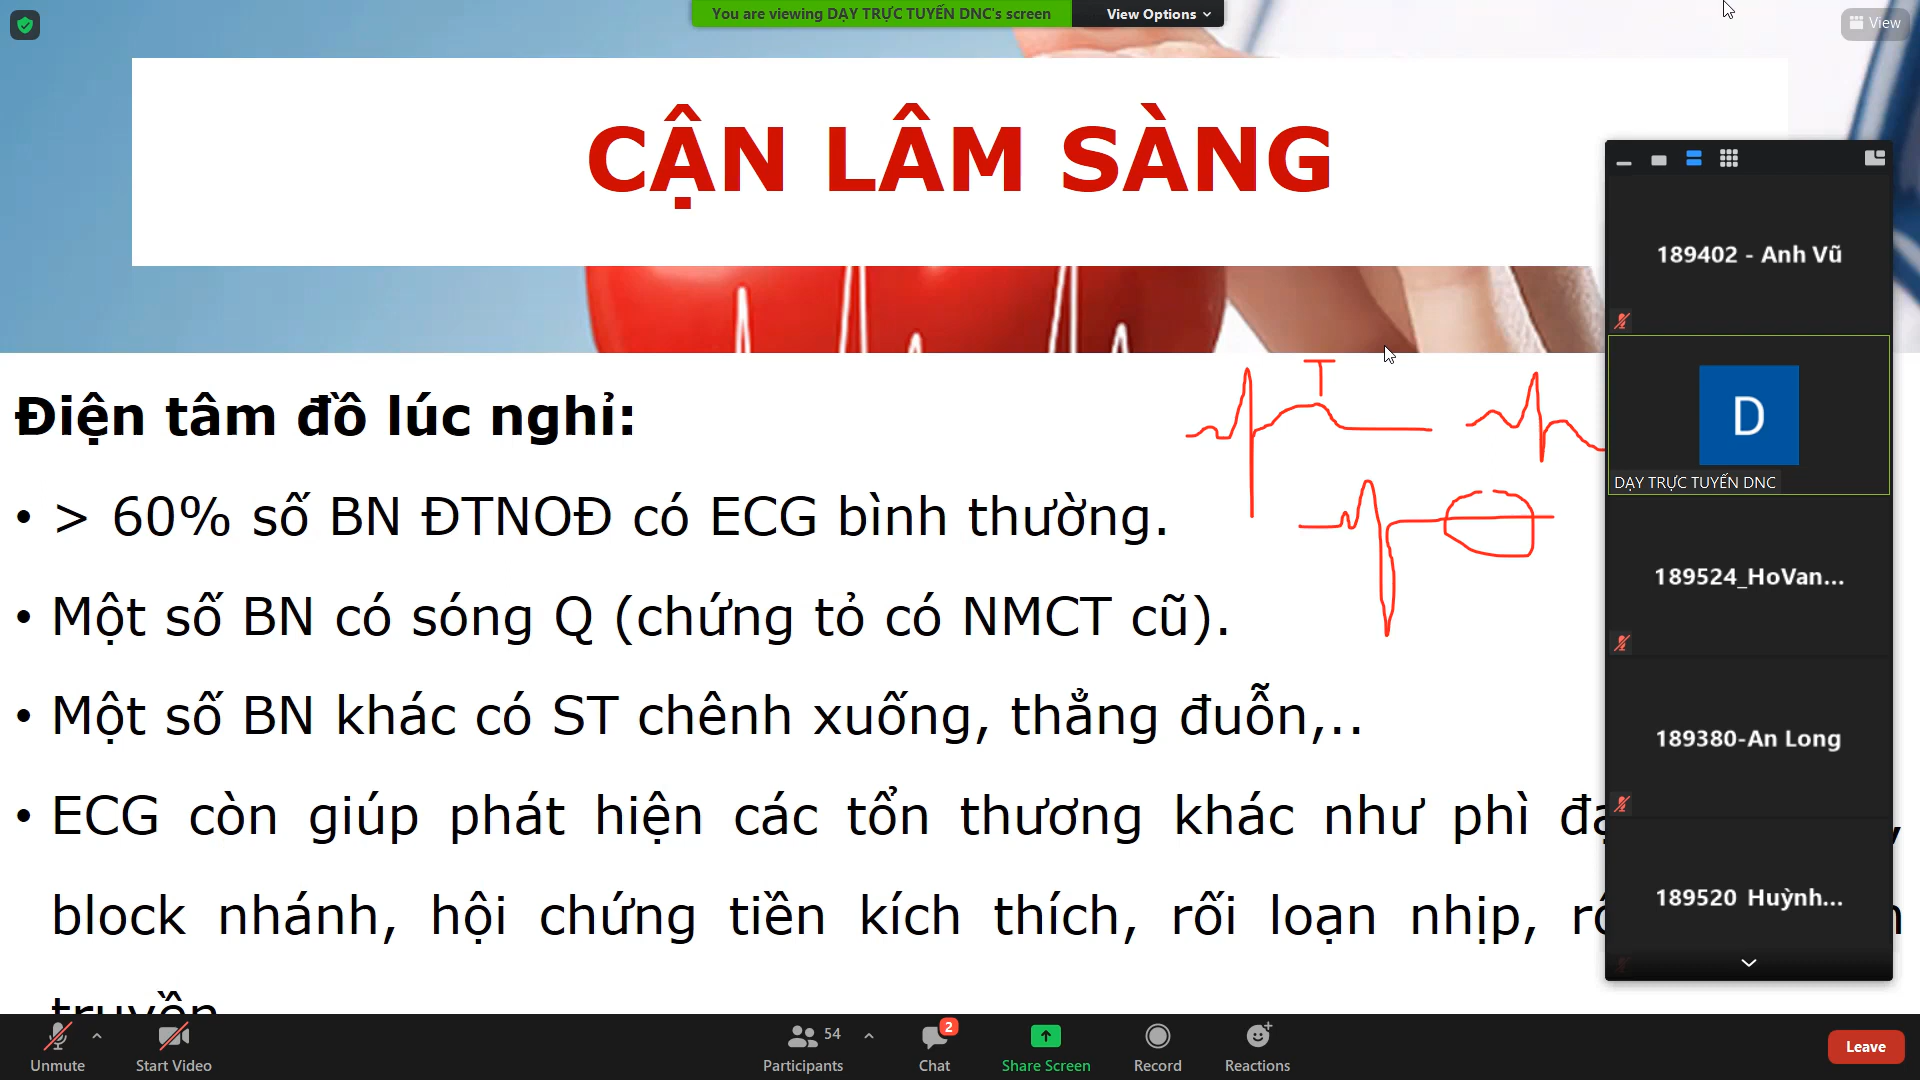 You are viewing DẠY TRỰC TUYẾN DNC's screen
View Options
View
CẬN LÂM SÀNG
189402 - Anh Vũ
D
DẠY TRỰC TUYẾN DNC
189524_HoVan...
189380-An Long
189520 Huỳnh...
T
Điện tâm đồ lúc nghỉ:
• > 60% số BN ĐTNOĐ có ECG bình thường.
• Một số BN có sóng Q (chứng tỏ có NMCT cũ).
• Một số BN khác có ST chênh xuống, thẳng đuỗn,..
• ECG còn giúp phát hiện các tổn thương khác như phì
block nhánh, hội chứng tiền kích thích, rối loạn nhịp,
truyền
Unmute
Start Video
54
Participants
2
Chat
Share Screen
Record
Reactions
Leave